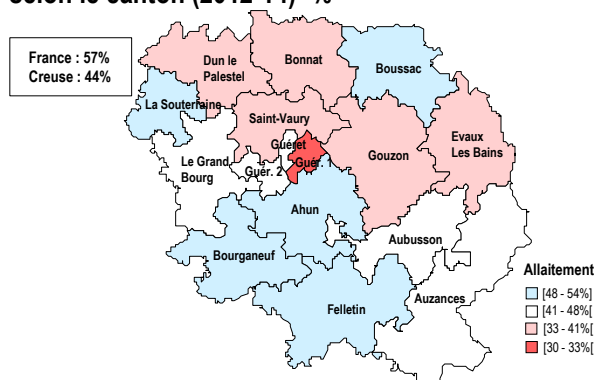 selon le canton (2012-14) - %
France : 57%
Creuse : 44%
Dun le
Palestel
Bonnat
Boussac
La Souterraine
Saint-Vaury
Guéret
Guér. 1
Guér. 2
Le Grand
Bourg
Gouzon
Evaux
Les Bains
Ahun
Aubusson
Bourganeuf
Felletin
Auzances
Allaitement
[48 - 54%]
[41 - 48%[
[33 - 41%[
[30 - 33%[